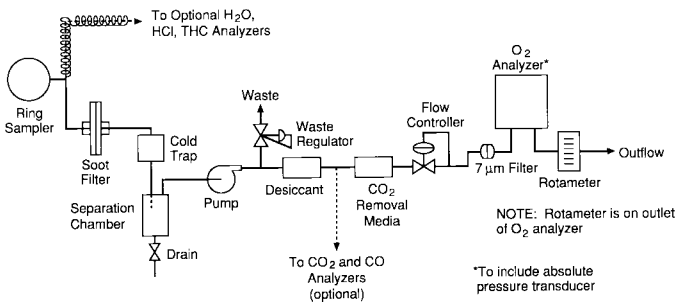 To Optional H2O,
HCl, THC Analyzers
O2
Analyzer*
Ring
Sampler
Waste
Flow
Controller
Waste
Regulator
Cold
Trap
Soot
Filter
Desiccant
CO2
Removal
Media
7 μm Filter
Outflow
Rotameter
Pump
Separation
Chamber
Drain
To CO2 and CO
Analyzers
(optional)
NOTE: Rotameter is on outlet
of O2 analyzer
*To include absolute
pressure transducer